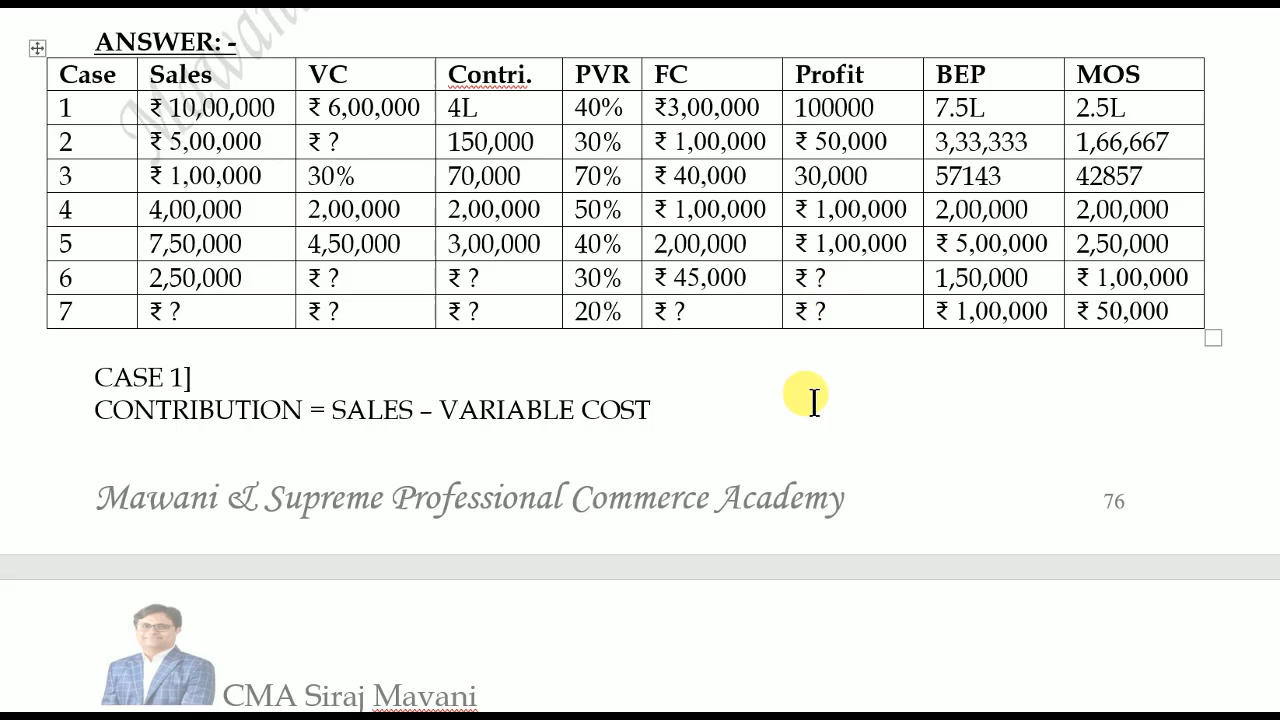 ANSWER: -
Case Sales VC Contri. PVR FC Profit BEP MOS
1 ₹ 10,00,000 ₹ 6,00,000 4L 40% ₹3,00,000 100000 7.5L 2.5L
2 ₹ 5,00,000 ₹ ? 150,000 30% ₹ 1,00,000 ₹ 50,000 3,33,333 1,66,667
3 ₹ 1,00,000 30% 70,000 70% ₹ 40,000 30,000 57143 42857
4 4,00,000 2,00,000 2,00,000 50% ₹ 1,00,000 ₹ 1,00,000 2,00,000 2,00,000
5 7,50,000 4,50,000 3,00,000 40% 2,00,000 ₹ 1,00,000 ₹ 5,00,000 2,50,000
6 2,50,000 ₹ ? ₹ ? 30% ₹ 45,000 ₹ ? 1,50,000 ₹ 1,00,000
7 ₹ ? ₹ ? ₹ ? 20% ₹ ? ₹ ? ₹ 1,00,000 ₹ 50,000
Mawani
CASE 1]
CONTRIBUTION = SALES – VARIABLE COST
Mawani & Supreme Professional Commerce Academy 76
CMA Siraj Mavani